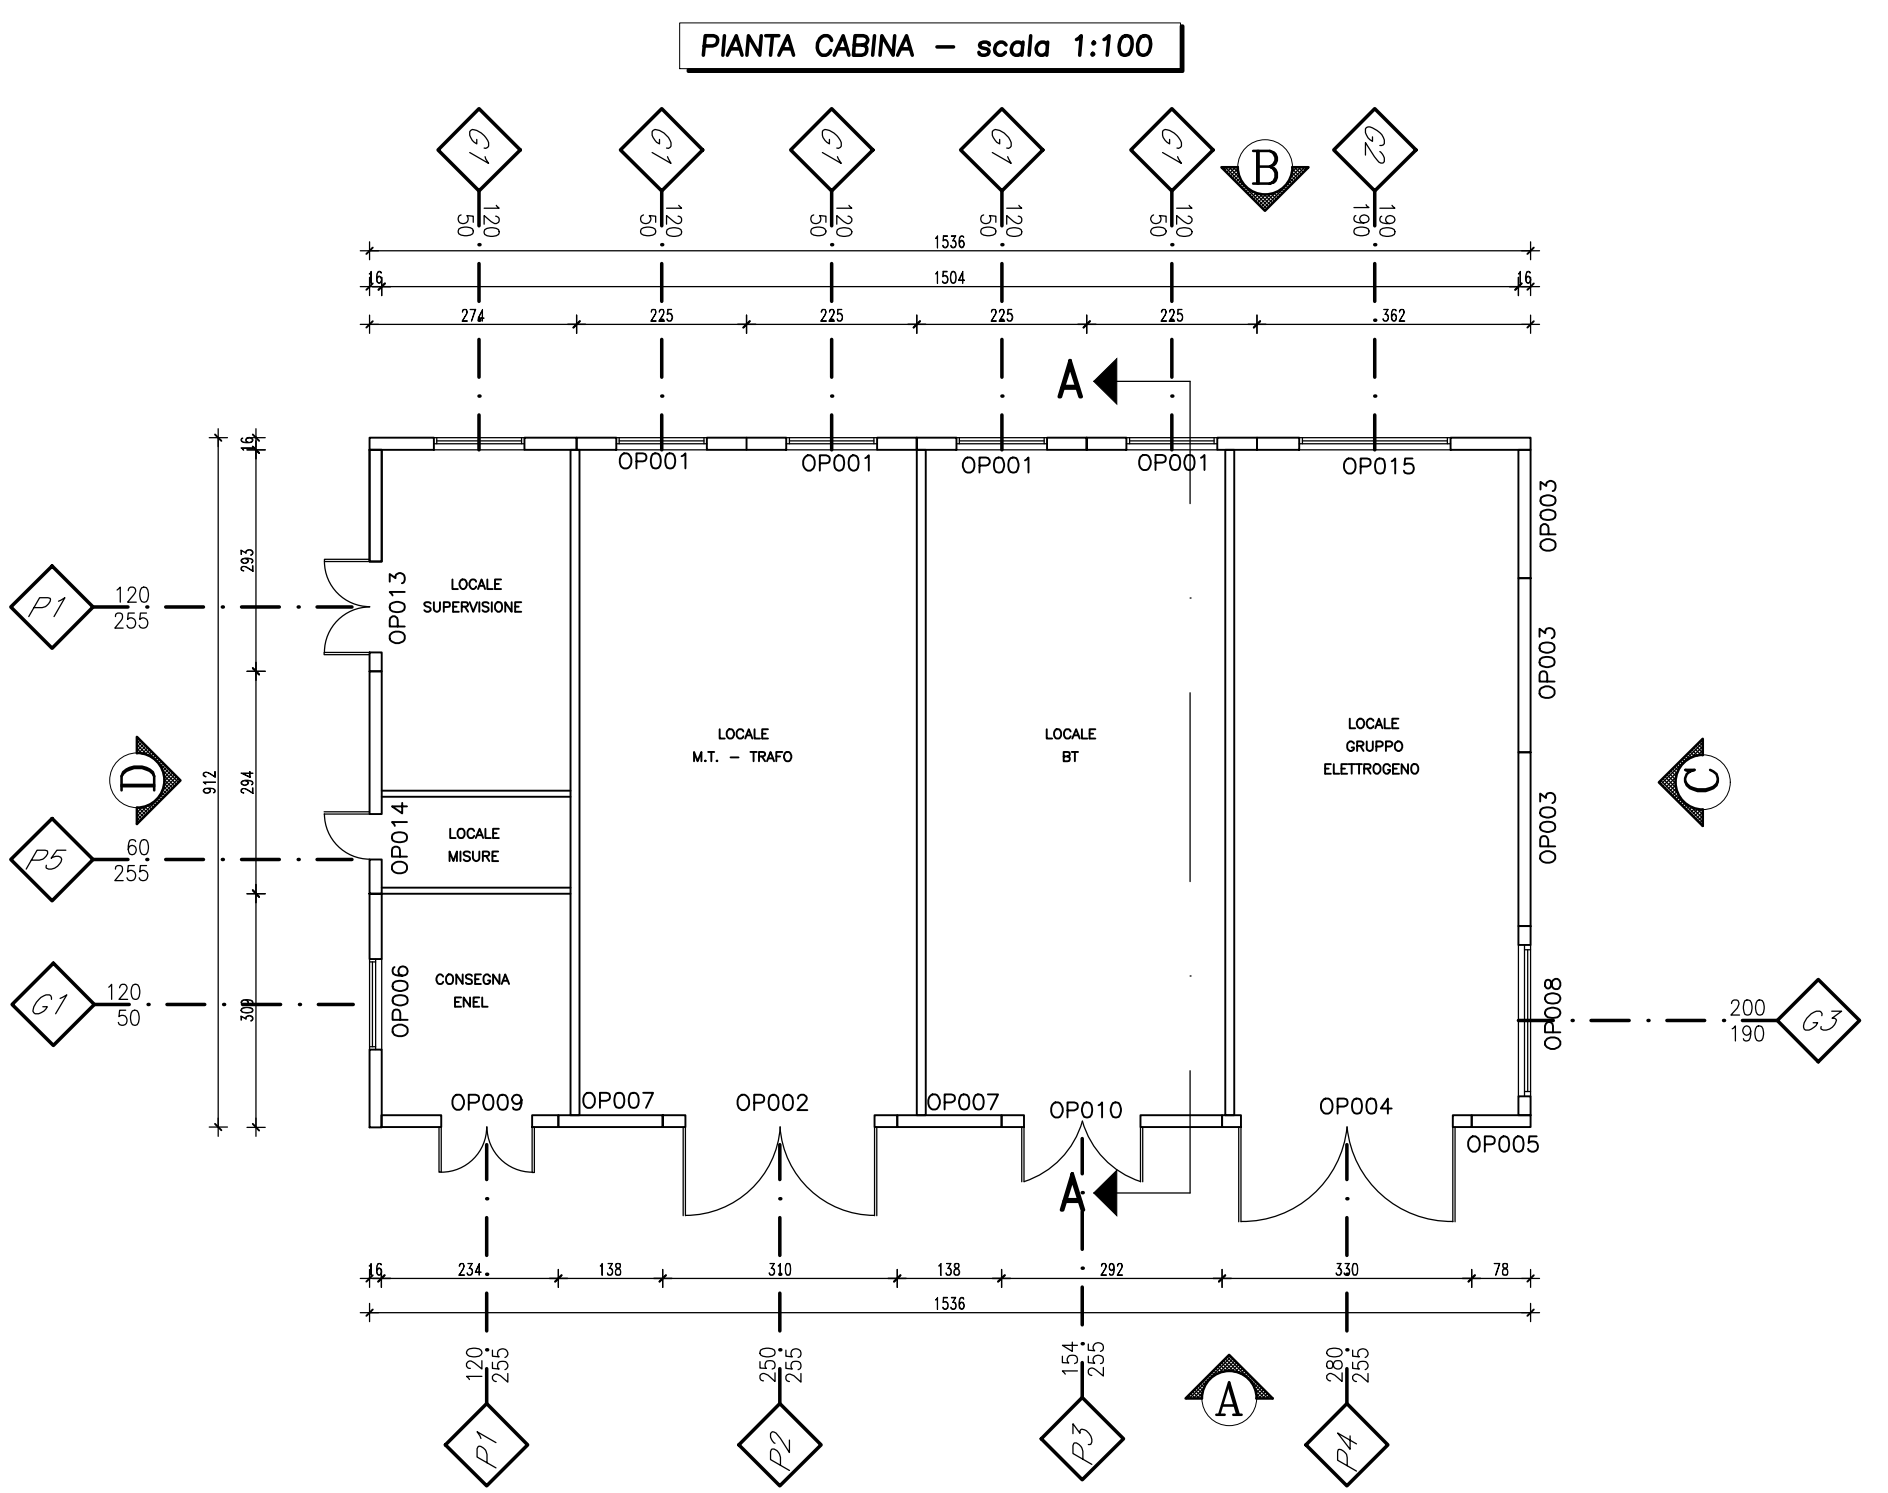 PIANTA CABINA – scala 1:100
G1 G1 G1 G1 G1 G2
B
120 50 120 50 120 50 120 50 120 50 190 190
1536
16 1504 16
274 225 225 225 225 362
A
16
OP001 OP001 OP001 OP001 OP015
OP003
293
P1
120
255
OP013
LOCALE
SUPERVISIONE
OP003
LOCALE
M.T. – TRAFO
LOCALE
BT
LOCALE
GRUPPO
ELETTROGENO
D
912
294
C
OP014
LOCALE
MISURE
OP003
P5
60
255
G1
120
50
309
OP006
CONSEGNA
ENEL
OP008
200
190
G3
OP009 OP007 OP002 OP007 OP010 OP004
OP005
A
16 234 138 310 138 292 330 78
1536
120 255 250 255 154 255 280 255
A
P1 P2 P3 P4